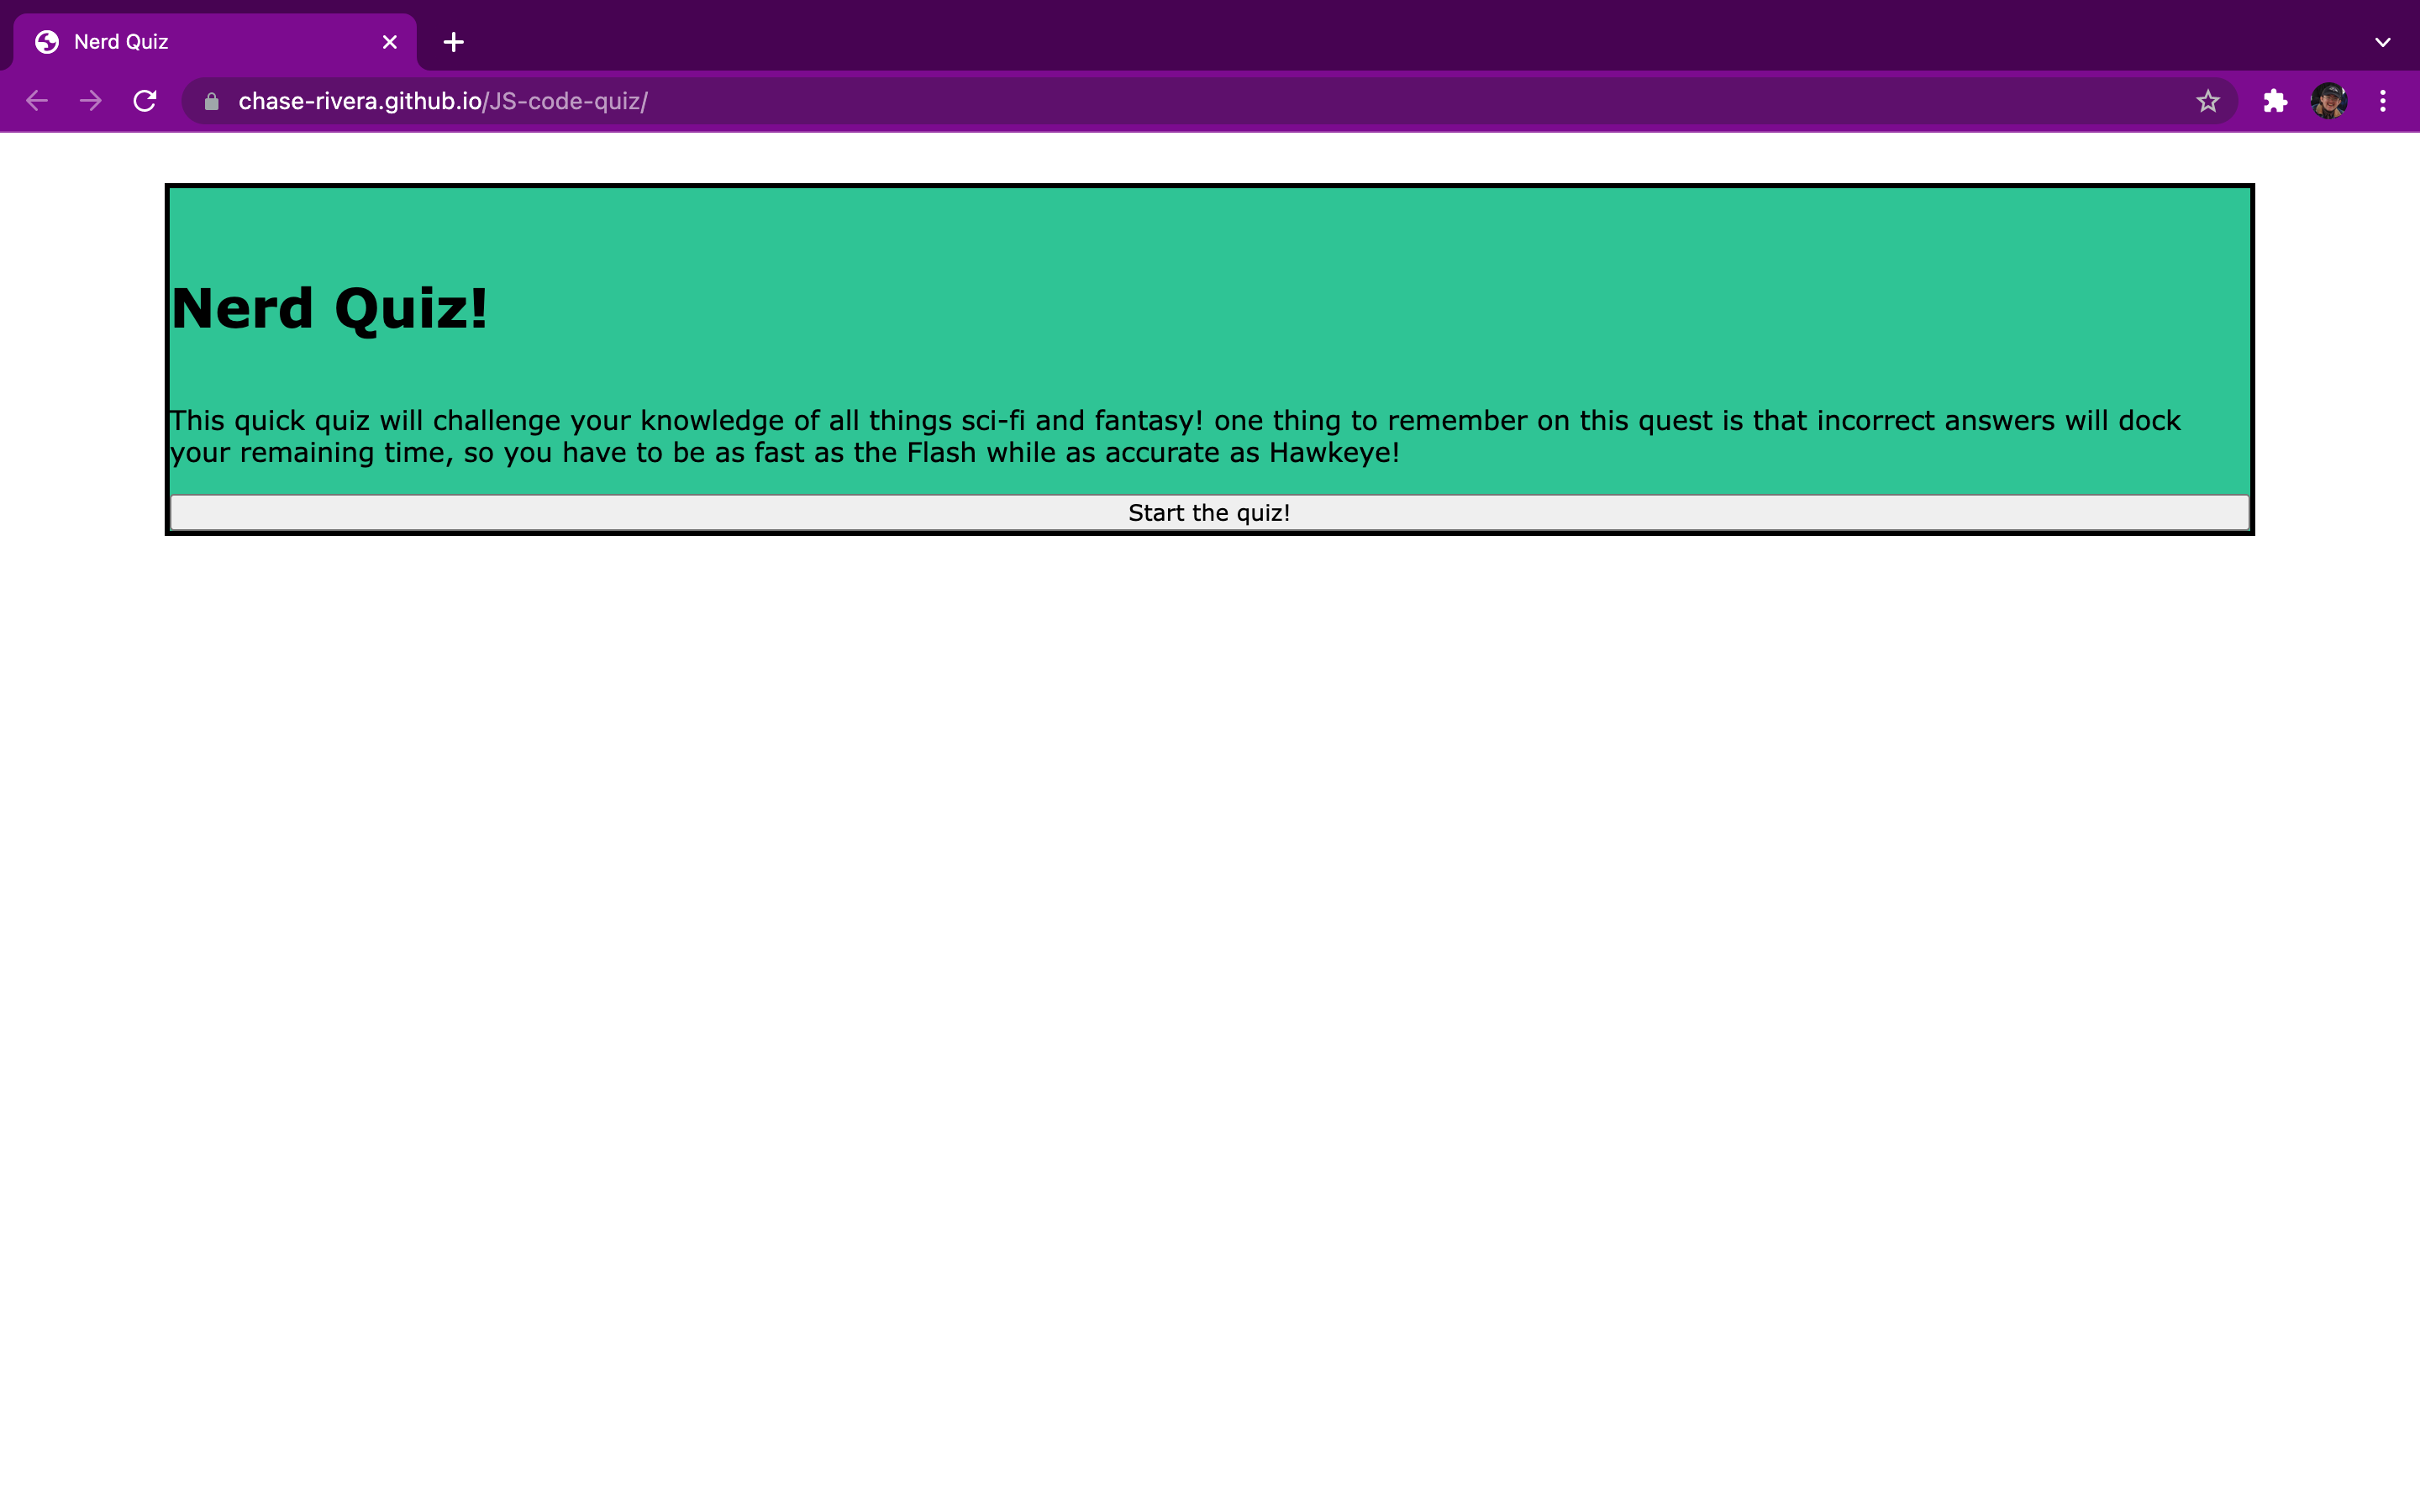 Nerd Quiz
chase-rivera.github.io/JS-code-quiz/
Nerd Quiz!
This quick quiz will challenge your knowledge of all things sci-fi and fantasy! one thing to remember on this quest is that incorrect answers will dock
your remaining time, so you have to be as fast as the Flash while as accurate as Hawkeye!
Start the quiz!